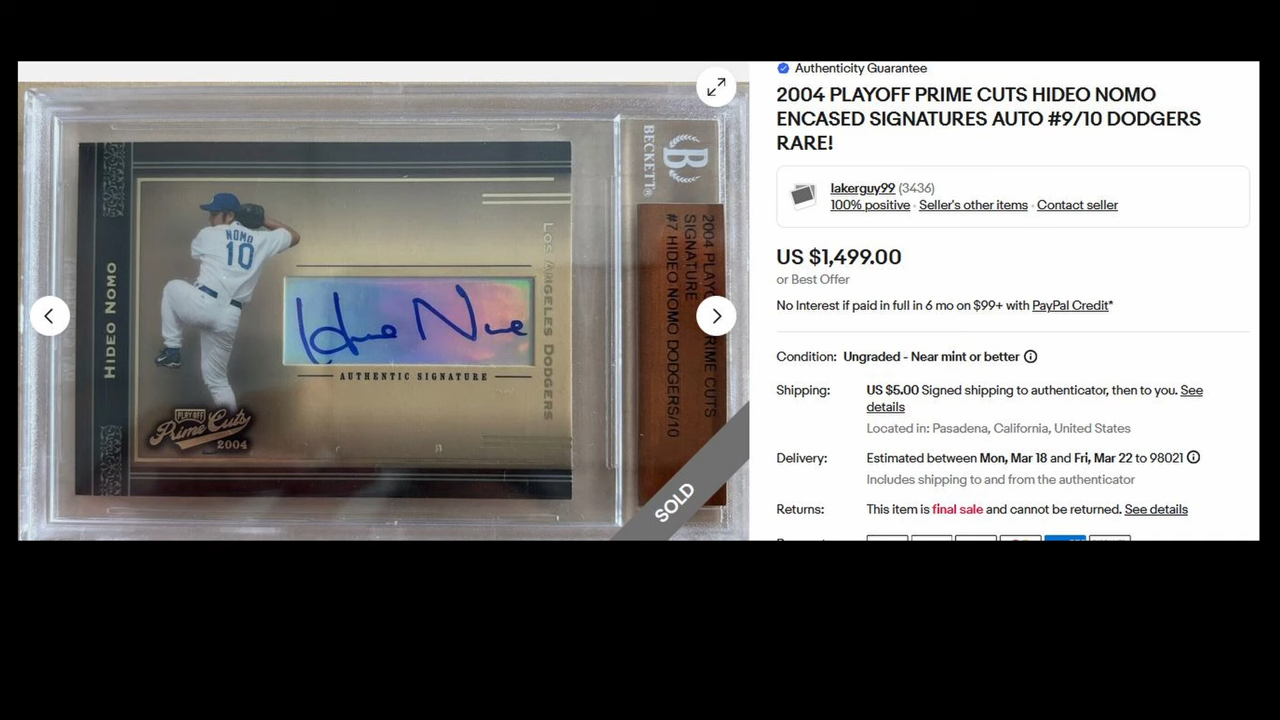 Authenticity Guarantee
2004 PLAYOFF PRIME CUTS HIDEO NOMO
ENCASED SIGNATURES AUTO #9/10 DODGERS
RARE!
lakerguy99 (3436)
100% positive · Seller's other items · Contact seller
US $1,499.00
or Best Offer
No Interest if paid in full in 6 mo on $99+ with PayPal Credit*
Condition: Ungraded - Near mint or better
Shipping: US $5.00 Signed shipping to authenticator, then to you. See
details
Located in: Pasadena, California, United States
Delivery: Estimated between Mon, Mar 18 and Fri, Mar 22 to 98021
Includes shipping to and from the authenticator
Returns: This item is final sale and cannot be returned. See details
HIDEO NOMO
NOMO
10
AUTHENTIC SIGNATURE
LOS ANGELES DODGERS
PLAYOFF
Prime Cuts
2004
B
BECKETT®
2004 PLAYO RIME CUTS
SIGNATURE
#7 HIDEO NOMO DODGERS/10
SOLD